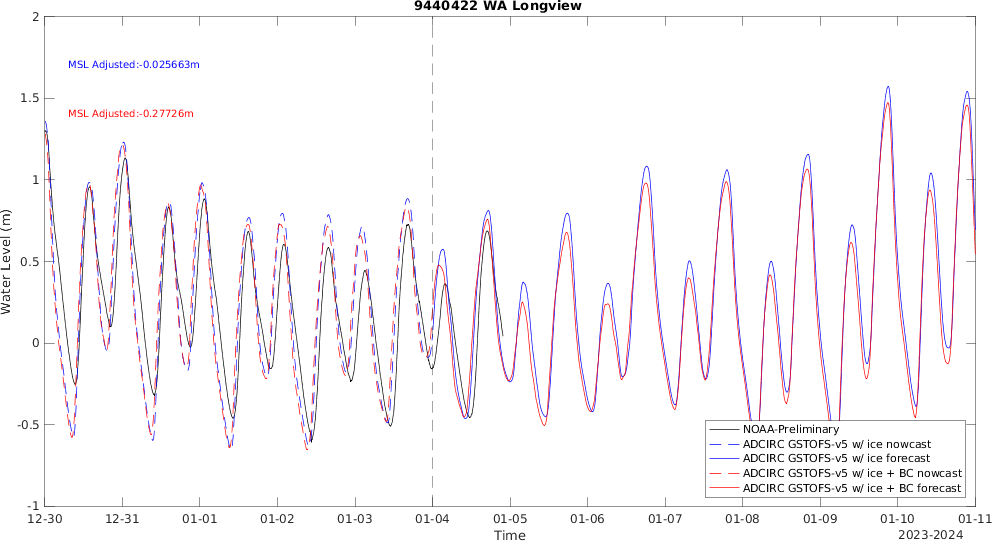 9440422 WA Longview
MSL Adjusted:-0.025663m
MSL Adjusted:-0.27726m
Water Level (m)
2
1.5
1
0.5
0
-0.5
-1
NOAA-Preliminary
ADCIRC GSTOFS-v5 w/ ice nowcast
ADCIRC GSTOFS-v5 w/ ice forecast
ADCIRC GSTOFS-v5 w/ ice + BC nowcast
ADCIRC GSTOFS-v5 w/ ice + BC forecast
12-30 12-31 01-01 01-02 01-03 01-04 01-05 01-06 01-07 01-08 01-09 01-10 01-11
Time
2023-2024